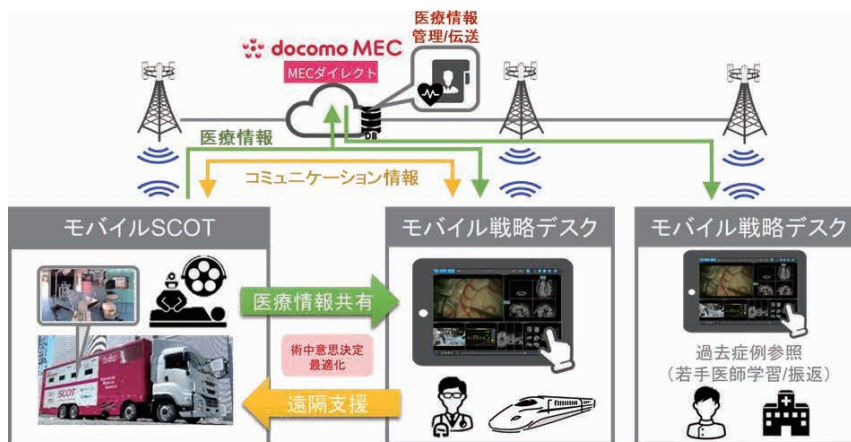 医療情報
管理/伝送
docomo MEC
MECダイレクト
DB
医療情報
コミュニケーション情報
モバイルSCOT
モバイル戦略デスク
モバイル戦略デスク
医療情報共有
術中意思決定
最適化
遠隔支援
SCOT
過去症例参照
(若手医師学習/振返)